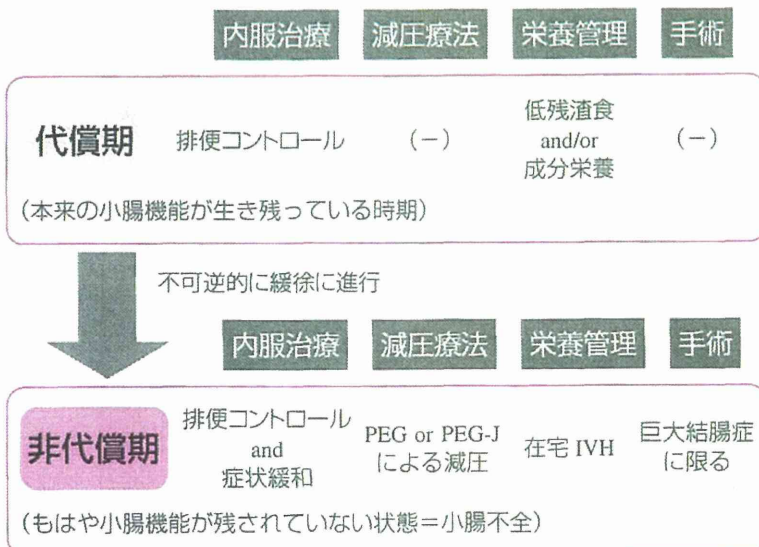 内服治療 減圧療法 栄養管理 手術
低残渣食
代償期 排便コントロール (-) and/or (-)
成分栄養
(本来の小腸機能が生き残っている時期)
不可逆的に緩徐に進行
内服治療 減圧療法 栄養管理 手術
排便コントロール PEG or PEG-J 巨大結腸症
非代償期 and 在宅 IVH
症状緩和 による減圧 に限る
(もはや小腸機能が残されていない状態=小腸不全)